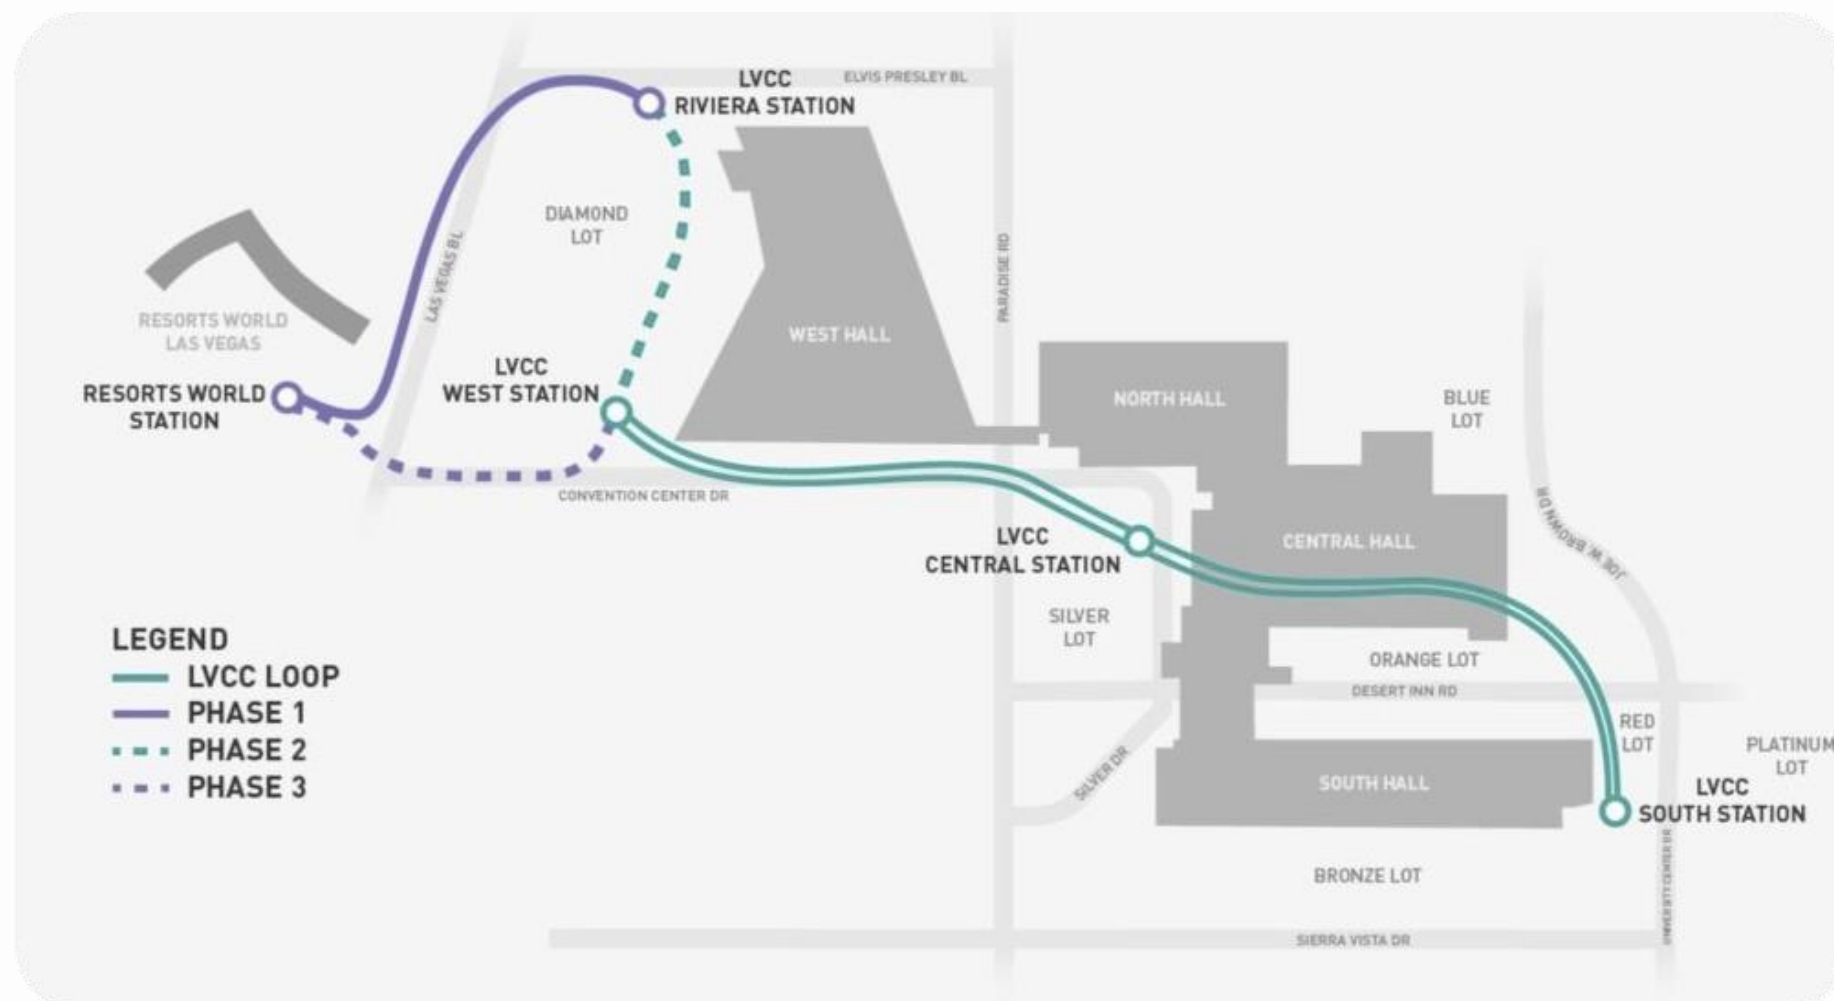 LVCC
RIVIERA STATION
ELVIS PRESLEY BL
DIAMOND
LOT
LAS VEGAS BL
PARADISE RD
RESORTS WORLD
LAS VEGAS
WEST HALL
LVCC
WEST STATION
RESORTS WORLD
STATION
NORTH HALL
BLUE
LOT
CONVENTION CENTER DR
JOE W. BROWN DR
LVCC
CENTRAL STATION
CENTRAL HALL
SILVER
LOT
ORANGE LOT
DESERT INN RD
LEGEND
LVCC LOOP
PHASE 1
PHASE 2
PHASE 3
RED
LOT
PLATINUM
LOT
SILVER DR
SOUTH HALL
LVCC
SOUTH STATION
BRONZE LOT
UNIVERSITY CENTER DR
SIERRA VISTA DR